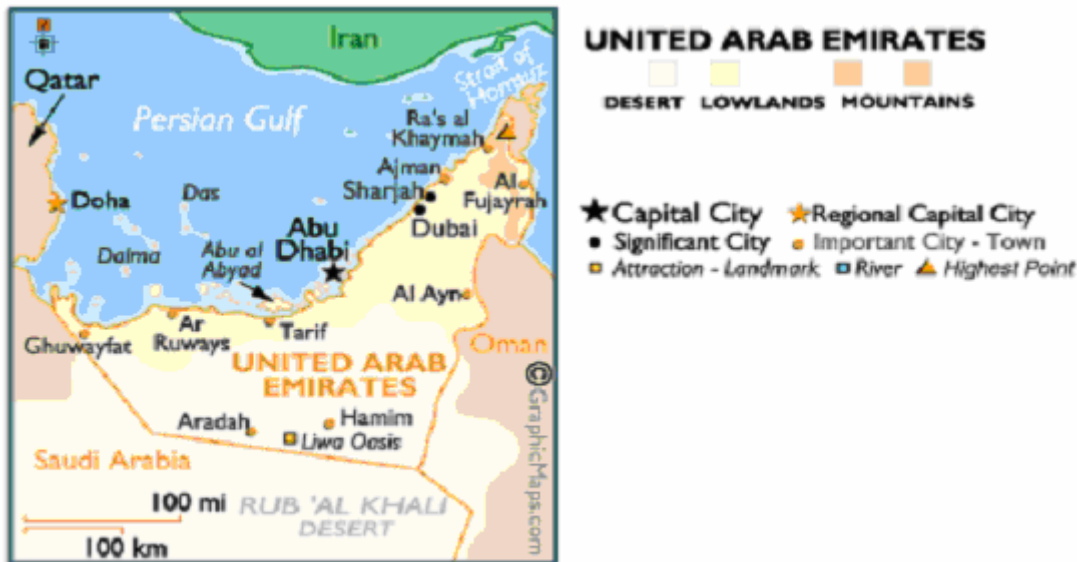 Iran
Qatar
Strait of
Hormuz
Persian Gulf
Ra's al
Khaymah
Ajman
Sharjah
Al
Fujayrah
Doha
Das
Dubai
Abu
Dhabi
Dalma
Abu al
Abyad
Al Ayn
Ar
Ruways
Tarif
Ghuwayfat
UNITED ARAB
EMIRATES
Oman
Aradah
Hamim
Liwa Oasis
Saudi Arabia
100 mi
RUB 'AL KHALI
DESERT
100 km
©GraphicMaps.com
UNITED ARAB EMIRATES
DESERT LOWLANDS MOUNTAINS
Capital City Regional Capital City
Significant City Important City - Town
Attraction - Landmark River Highest Point